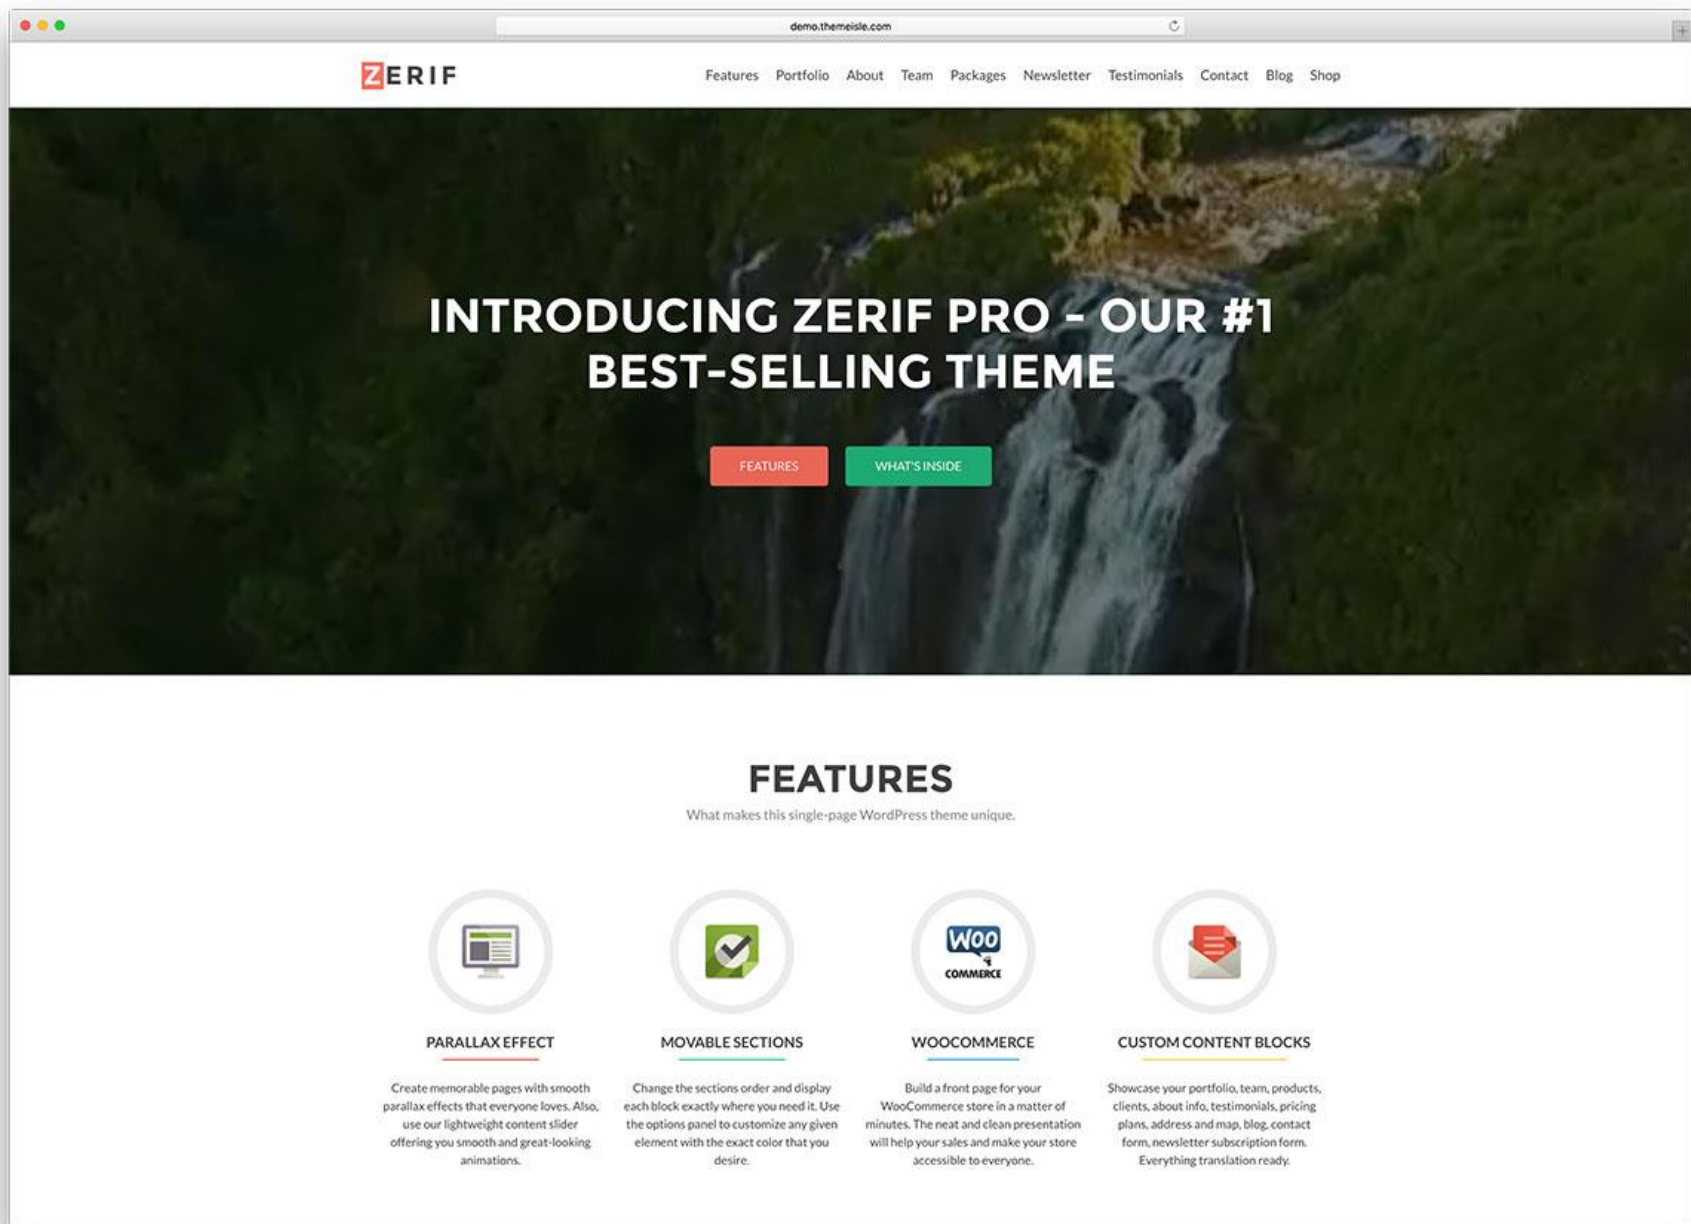 demo.themeisle.com
ZERIF
Features Portfolio About Team Packages Newsletter Testimonials Contact Blog Shop
INTRODUCING ZERIF PRO - OUR #1
BEST-SELLING THEME
FEATURES WHAT'S INSIDE
FEATURES
What makes this single-page WordPress theme unique.
WOO
COMMERCE
PARALLAX EFFECT
Create memorable pages with smooth
parallax effects that everyone loves. Also,
use our lightweight content slider
offering you smooth and great-looking
animations.
MOVABLE SECTIONS
Change the sections order and display
each block exactly where you need it. Use
the options panel to customize any given
element with the exact color that you
desire.
WOOCOMMERCE
Build a front page for your
WooCommerce store in a matter of
minutes. The neat and clean presentation
will help your sales and make your store
accessible to everyone.
CUSTOM CONTENT BLOCKS
Showcase your portfolio, team, products,
clients, about info, testimonials, pricing
plans, address and map, blog, contact
form, newsletter subscription form.
Everything translation ready.